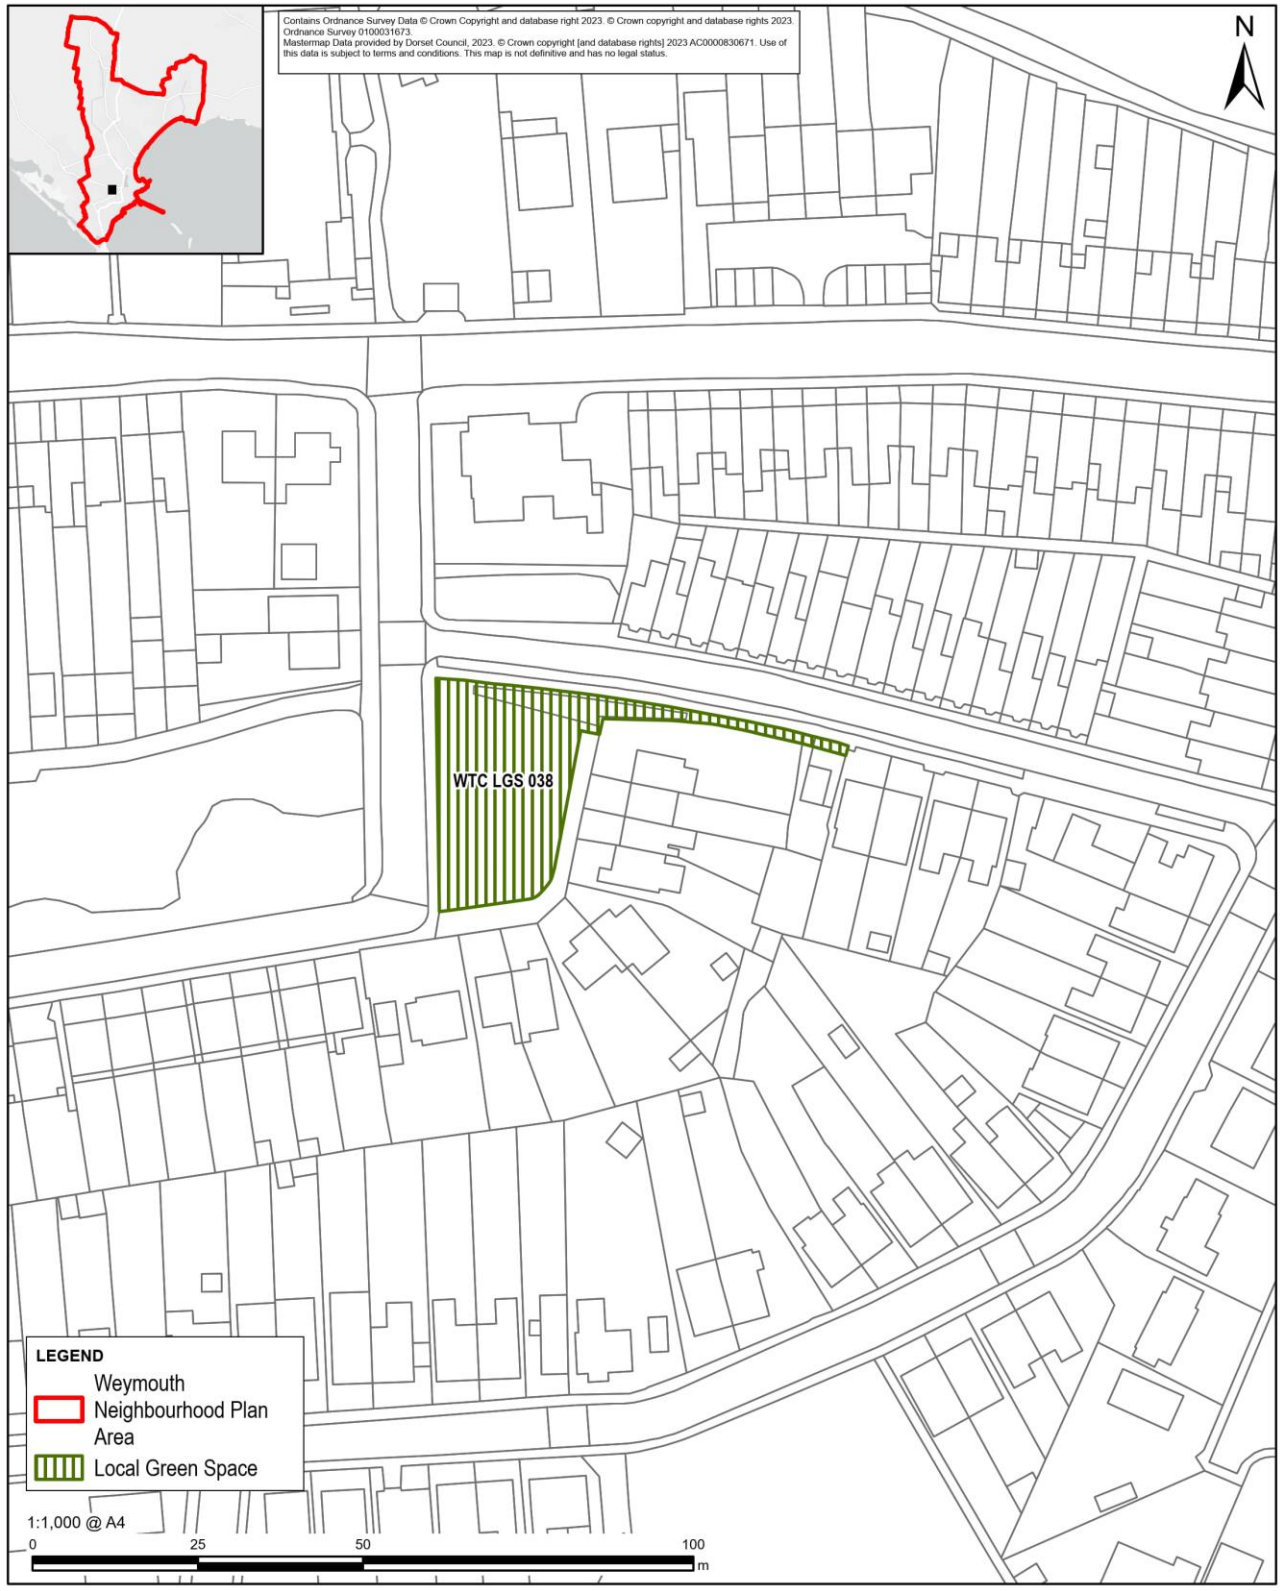 Contains Ordnance Survey Data © Crown Copyright and database right 2023. © Crown copyright and database rights 2023.
Ordnance Survey 0100031673.
Mastermap Data provided by Dorset Council, 2023. © Crown copyright [and database rights] 2023 AC0000830671. Use of
this data is subject to terms and conditions. This map is not definitive and has no legal status.
N
WTC LGS 038
LEGEND
Weymouth
Neighbourhood Plan
Area
Local Green Space
1:1,000 @ A4
0 25 50 100
m